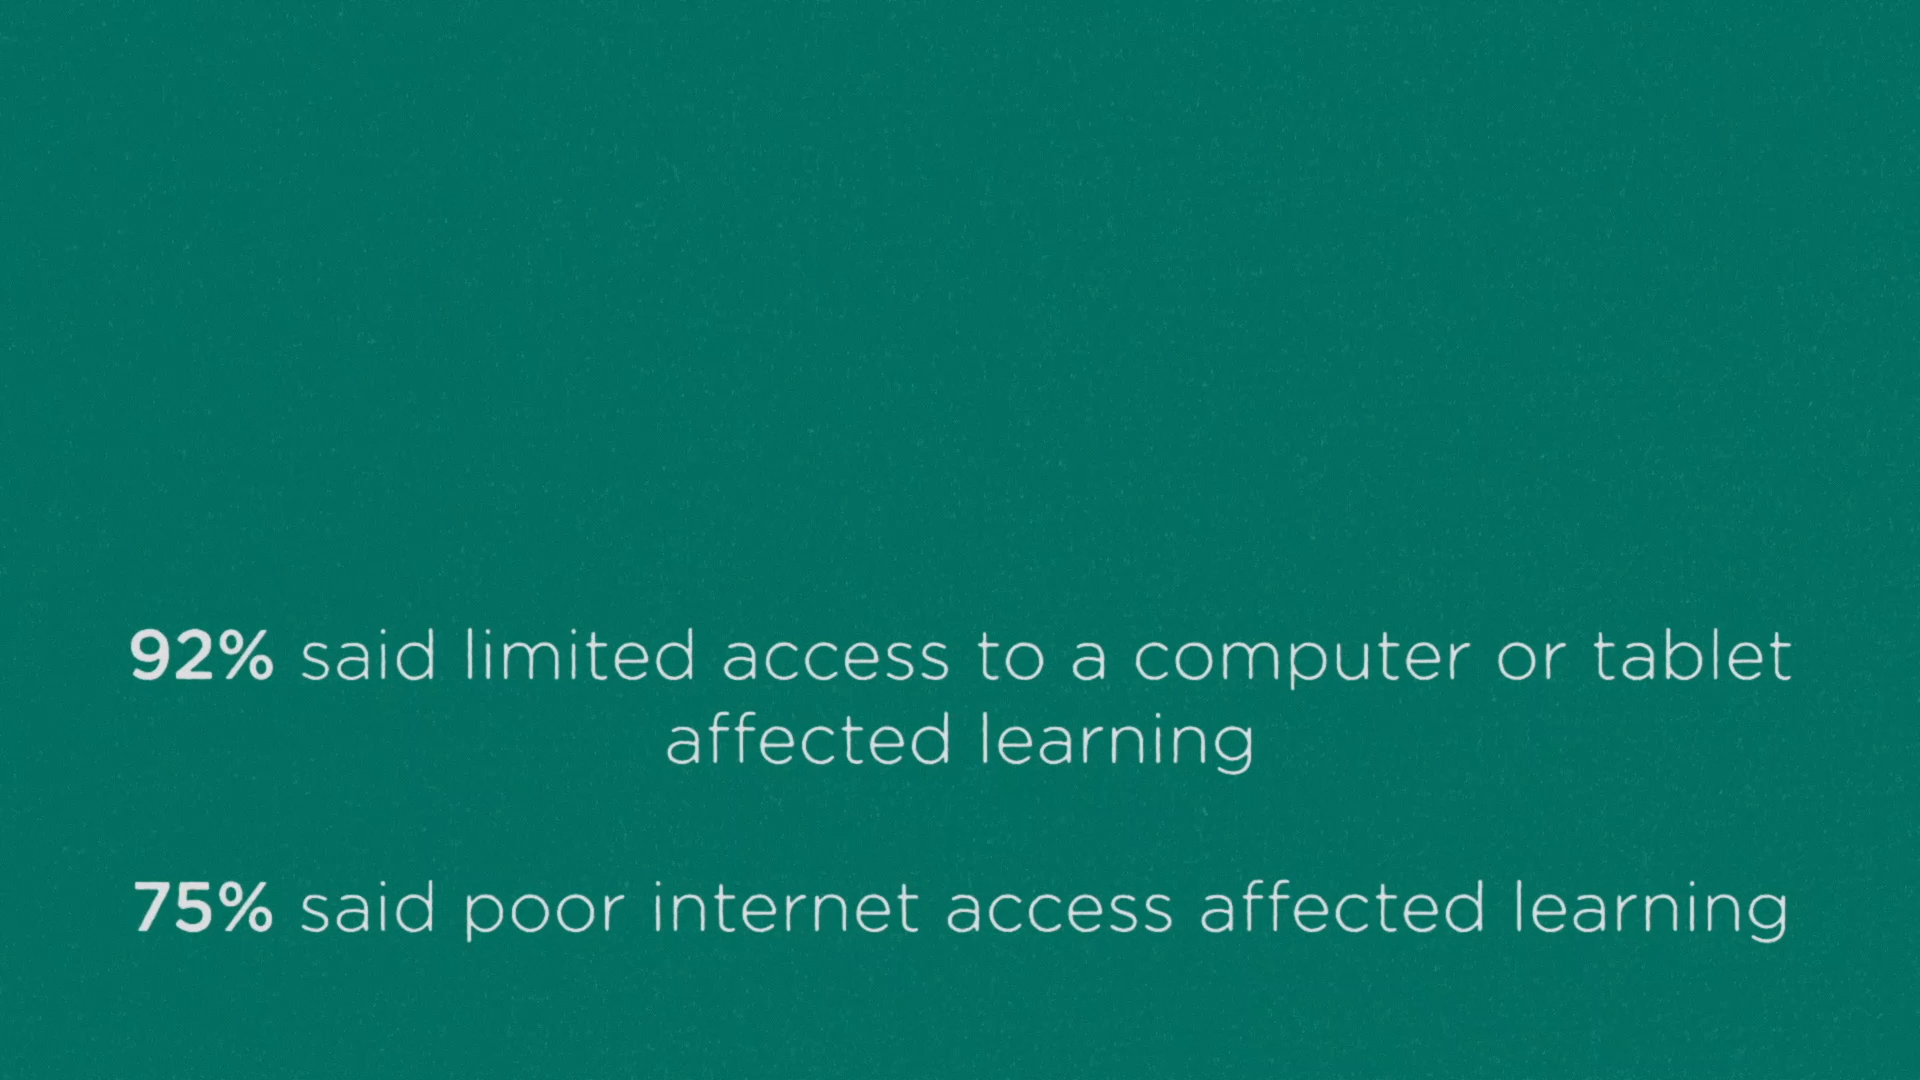 92% said limited access to a computer or tablet
affected learning
75% said poor internet access affected learning